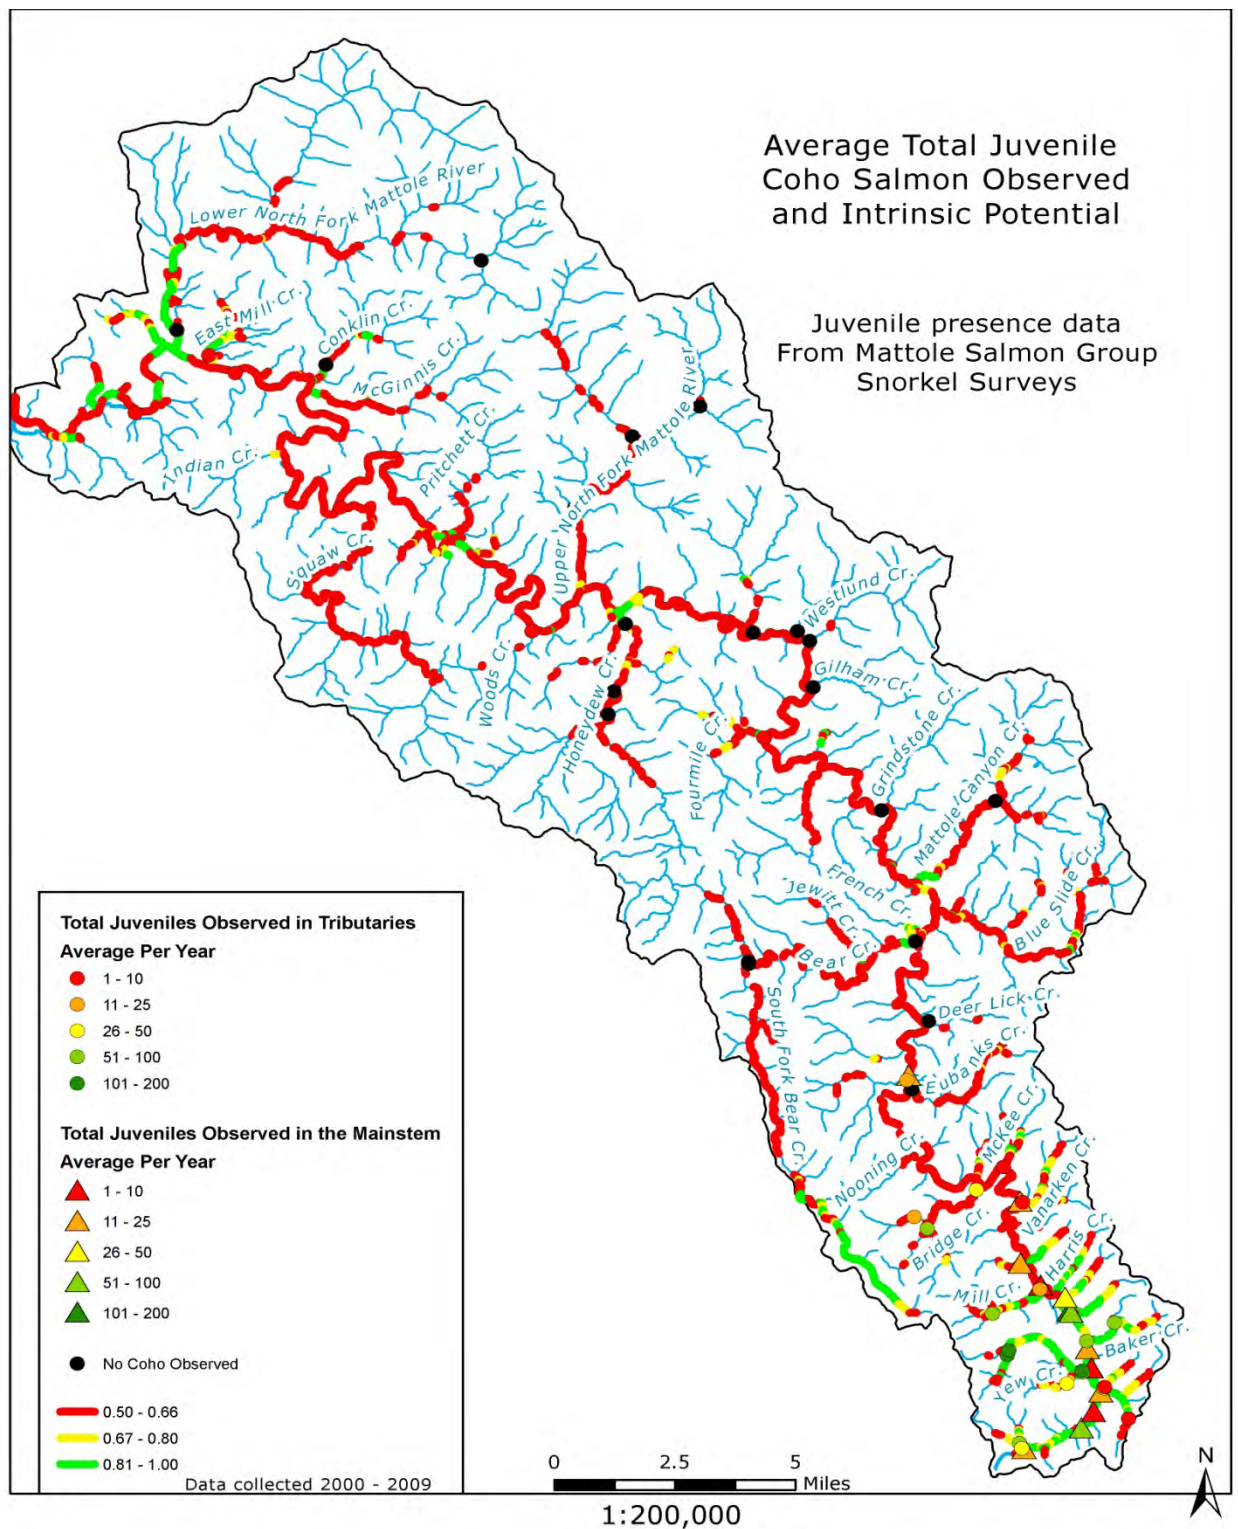 Average Total Juvenile
Coho Salmon Observed
and Intrinsic Potential
Juvenile presence data
From Mattole Salmon Group
Snorkel Surveys
Lower North Fork Mattole River
East Mill Cr.
Conklin Cr.
McGinnis Cr.
Indian Cr.
Pritchett Cr.
Upper North Fork Mattole River
Squaw Cr.
Westlund Cr.
Woods Cr.
Honeydew Cr.
Gilham Cr.
Fourmile Cr.
Grindstone Cr.
Mattole Canyon Cr.
French Cr.
Jewitt Cr.
Bear Cr.
Blue Slide Cr.
South Fork Bear Cr.
Deer Lick Cr.
Eubanks Cr.
McKee Cr.
Nooning Cr.
Vanarken Cr.
Bridge Cr.
Harris Cr.
Mill Cr.
Baker Cr.
Yew Cr.
Total Juveniles Observed in Tributaries
Average Per Year
1 - 10
11 - 25
26 - 50
51 - 100
101 - 200
Total Juveniles Observed in the Mainstem
Average Per Year
1 - 10
11 - 25
26 - 50
51 - 100
101 - 200
No Coho Observed
0.50 - 0.66
0.67 - 0.80
0.81 - 1.00
Data collected 2000 - 2009
0 2.5 5
Miles
1:200,000
N